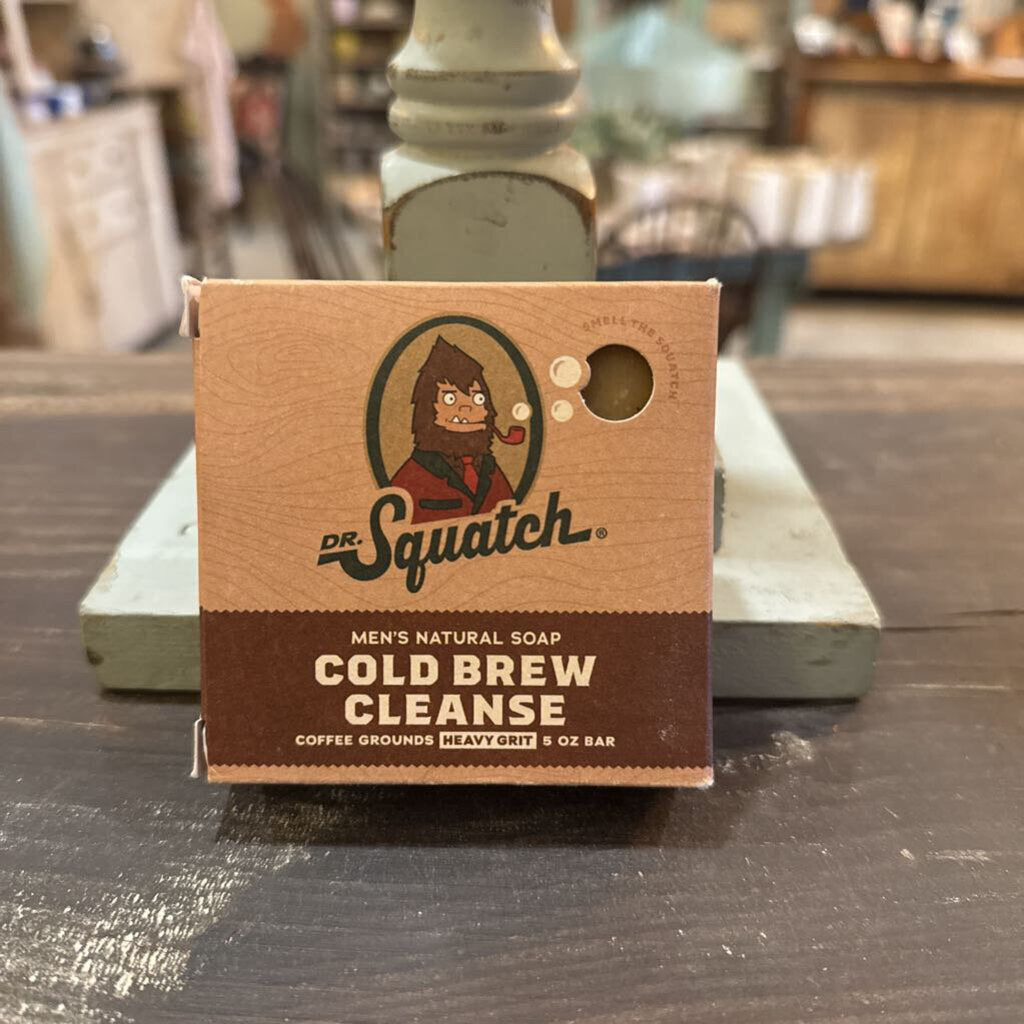 SMELL THE SQUATCH
DR. Squatch®
MEN'S NATURAL SOAP
COLD BREW
CLEANSE
COFFEE GROUNDS HEAVY GRIT 5 OZ BAR